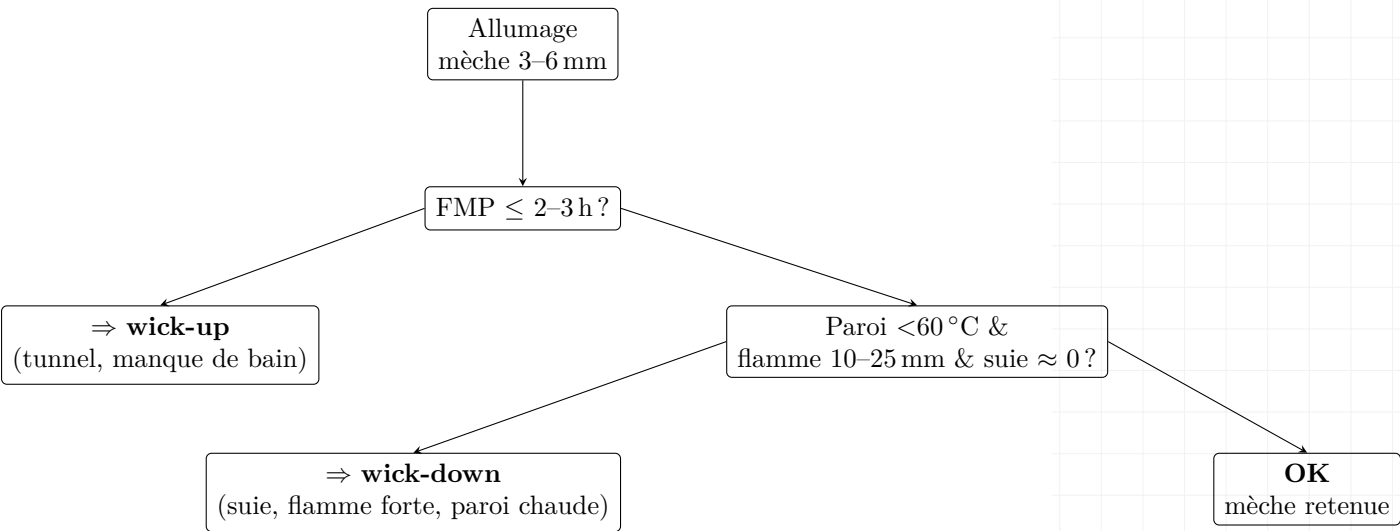 Allumage
mèche 3–6 mm
FMP ≤ 2–3 h ?
⇒ wick-up
(tunnel, manque de bain)
Paroi <60 °C &
flamme 10–25 mm & suie ≈ 0 ?
⇒ wick-down
(suie, flamme forte, paroi chaude)
OK
mèche retenue